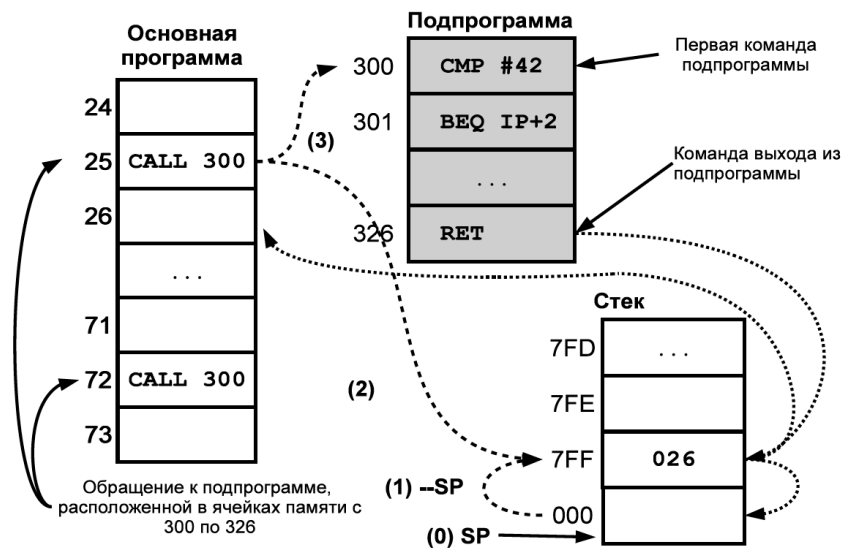 Основная
программа
24
25 CALL 300
26
...
71
72 CALL 300
73
Обращение к подпрограмме,
расположенной в ячейках памяти с
300 по 326
Подпрограмма
300 CMP #42
301 BEQ IP+2
...
326 RET
Первая команда
подпрограммы
Команда выхода из
подпрограммы
(3)
(2)
Стек
7FD ...
7FE
7FF 026
000
(1) --SP
(0) SP